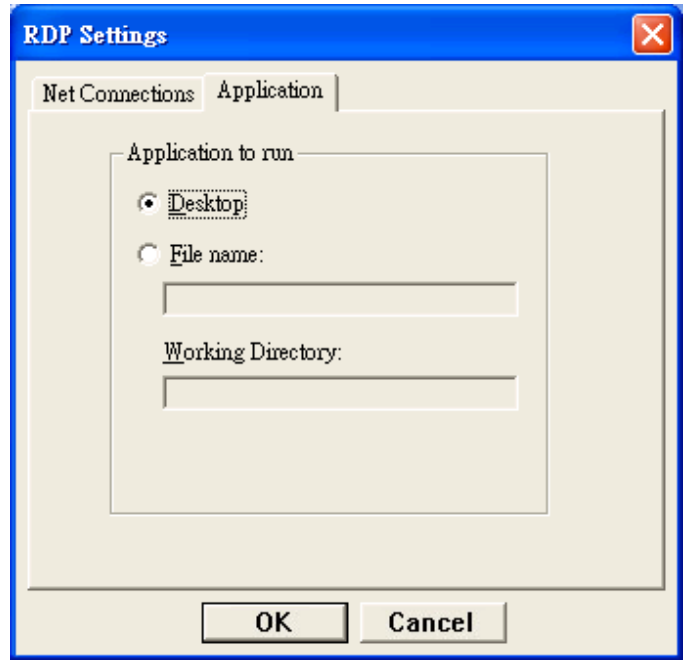 RDP Settings
Net Connections Application
Application to run
Desktop
File name:
Working Directory:
OK Cancel